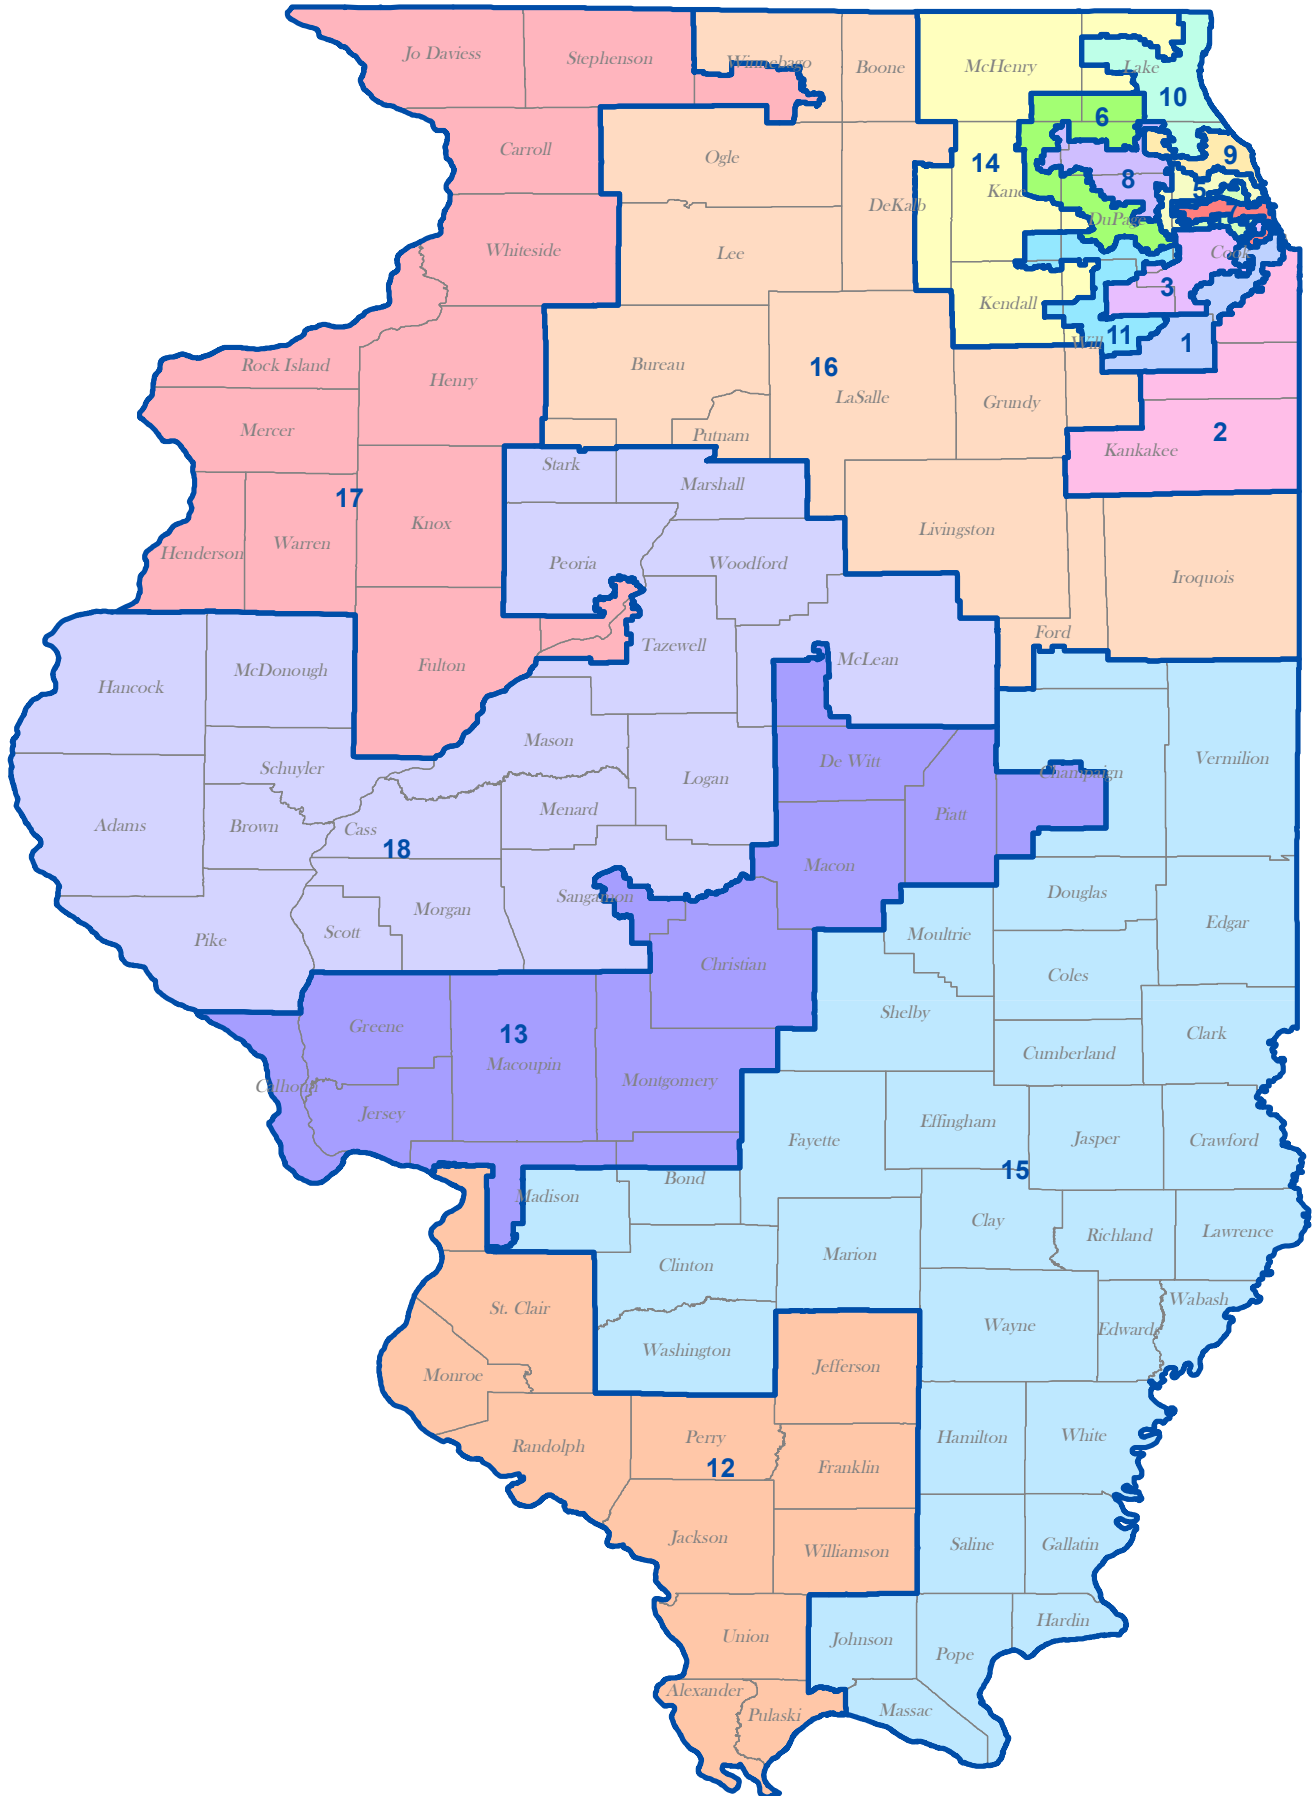 Jo Daviess
Stephenson
Winnebago
Boone
McHenry
Lake
10
6
Carroll
Ogle
14
9
8
5
Kane
DeKalb
DuPage
7
Whiteside
Lee
Cook
3
Kendall
11
Will
1
Rock Island
Henry
Bureau
16
LaSalle
Grundy
Mercer
Putnam
2
Kankakee
Stark
Marshall
17
Knox
Livingston
Henderson
Warren
Peoria
Woodford
Iroquois
Ford
Hancock
McDonough
Fulton
Tazewell
McLean
Mason
De Witt
Vermilion
Schuyler
Logan
Champaign
Adams
Brown
Cass
Menard
Piatt
18
Macon
Sangamon
Douglas
Pike
Scott
Morgan
Moultrie
Edgar
Christian
Coles
Greene
13
Shelby
Clark
Macoupin
Cumberland
Calhoun
Jersey
Montgomery
Fayette
Effingham
Jasper
Crawford
15
Madison
Bond
Clay
Richland
Lawrence
Clinton
Marion
St. Clair
Wabash
Washington
Wayne
Edwards
Monroe
Jefferson
Randolph
Perry
Hamilton
White
12
Franklin
Jackson
Williamson
Saline
Gallatin
Union
Johnson
Pope
Hardin
Alexander
Pulaski
Massac